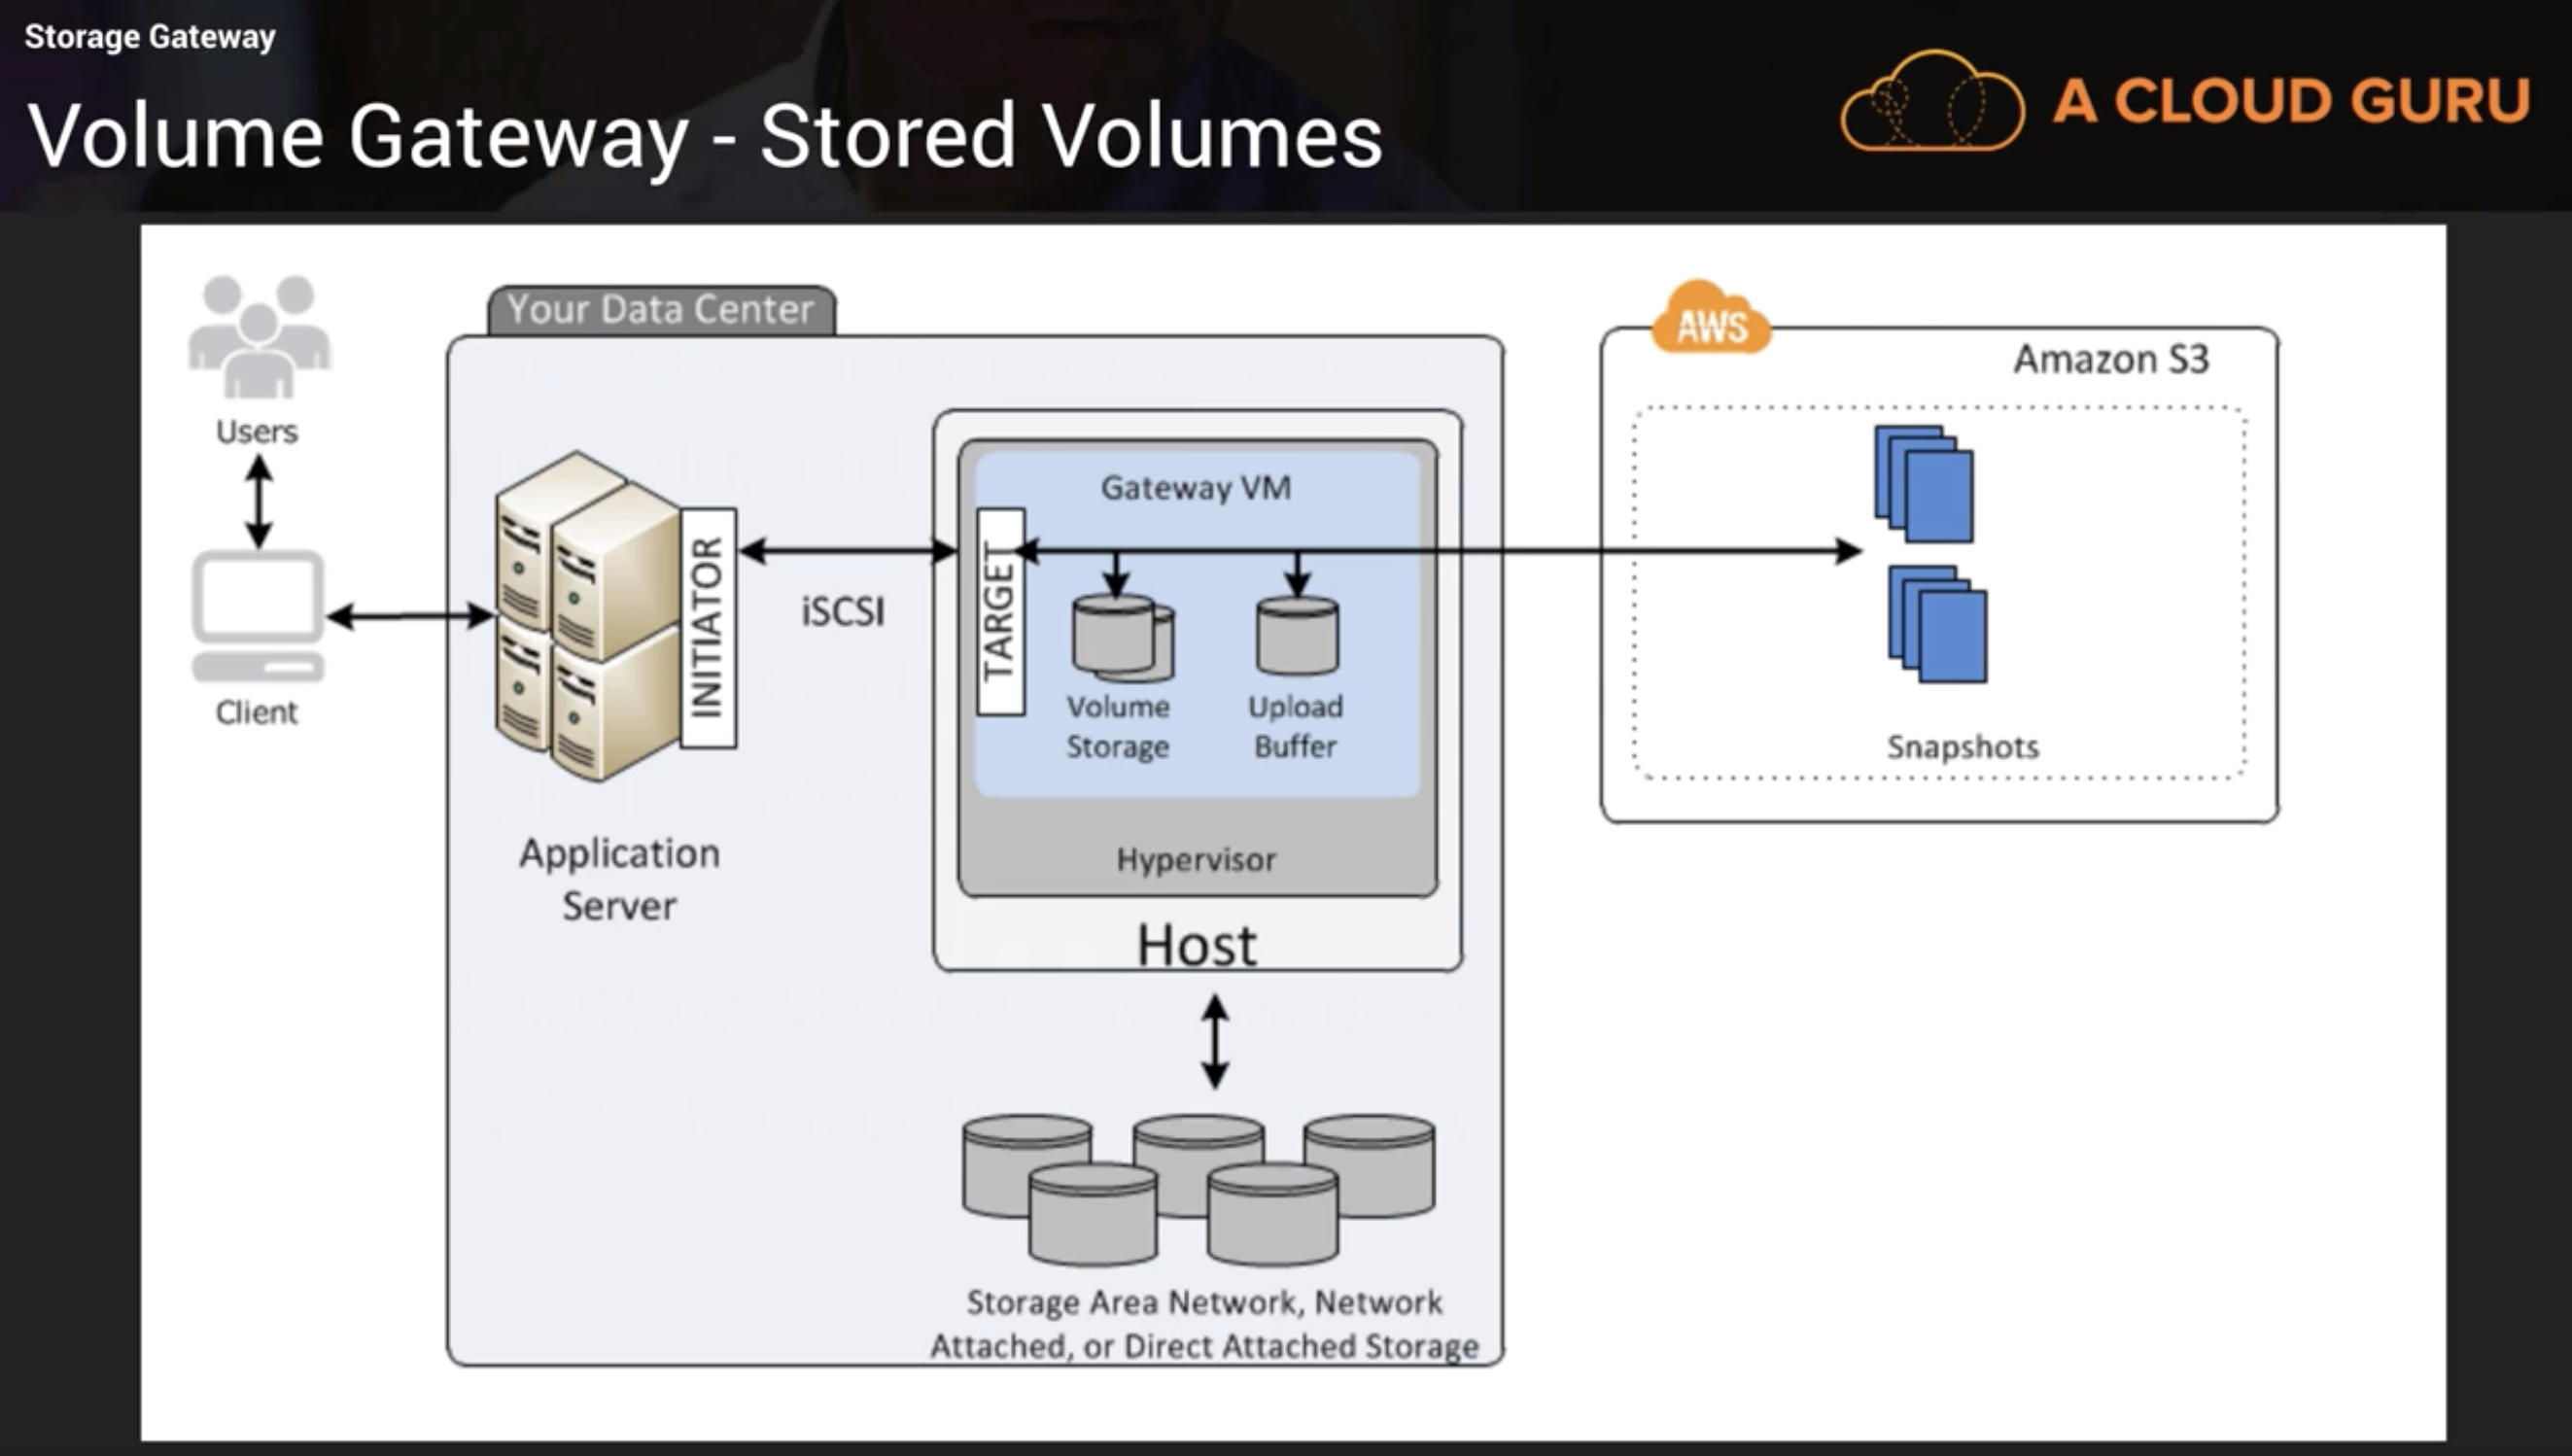 Storage Gateway
Volume Gateway - Stored Volumes
A CLOUD GURU
Users
Client
Your Data Center
Application
Server
INITIATOR
iSCSI
TARGET
Gateway VM
Volume
Storage
Upload
Buffer
Hypervisor
Host
Storage Area Network, Network
Attached, or Direct Attached Storage
AWS
Amazon S3
Snapshots